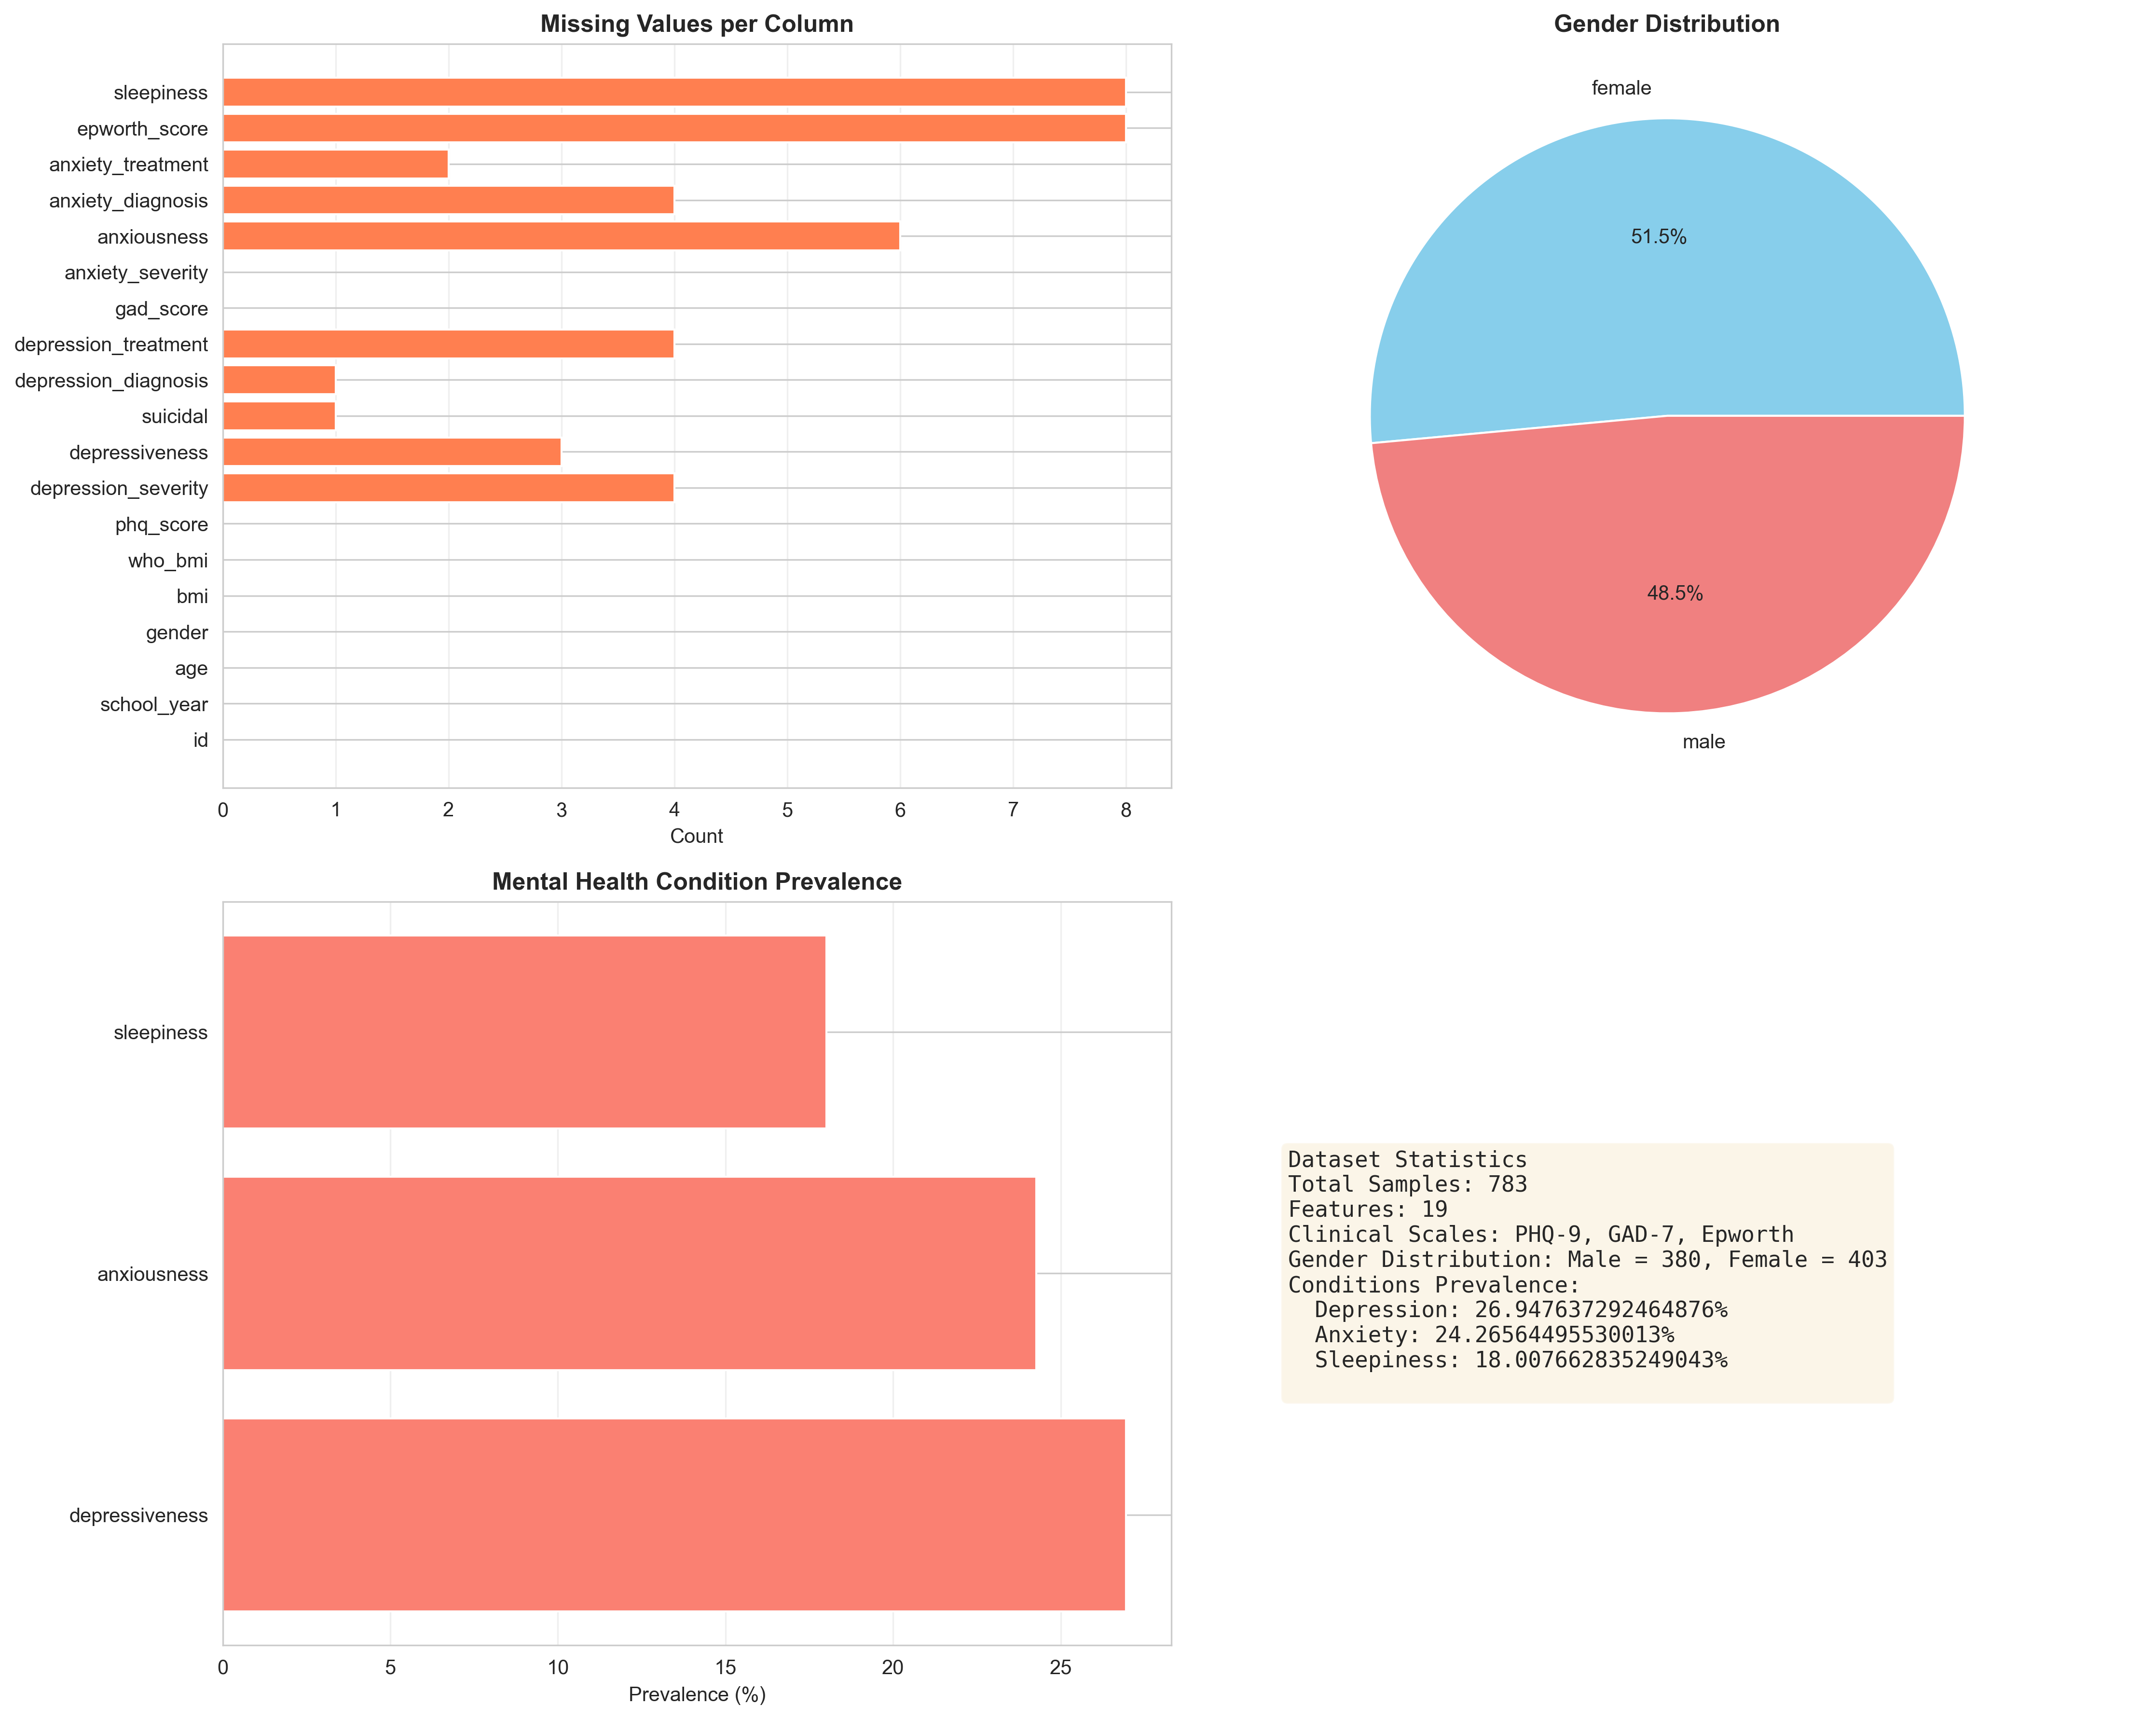 Missing Values per Column
sleepiness
epworth_score
anxiety_treatment
anxiety_diagnosis
anxiousness
anxiety_severity
gad_score
depression_treatment
depression_diagnosis
suicidal
depressiveness
depression_severity
phq_score
who_bmi
bmi
gender
age
school_year
id
0 1 2 3 4 5 6 7 8
Count
Gender Distribution
female
51.5%
48.5%
male
Mental Health Condition Prevalence
sleepiness
anxiousness
depressiveness
0 5 10 15 20 25
Prevalence (%)
Dataset Statistics
Total Samples: 783
Features: 19
Clinical Scales: PHQ-9, GAD-7, Epworth
Gender Distribution: Male = 380, Female = 403
Conditions Prevalence:
Depression: 26.947637292464876%
Anxiety: 24.26564495530013%
Sleepiness: 18.007662835249043%